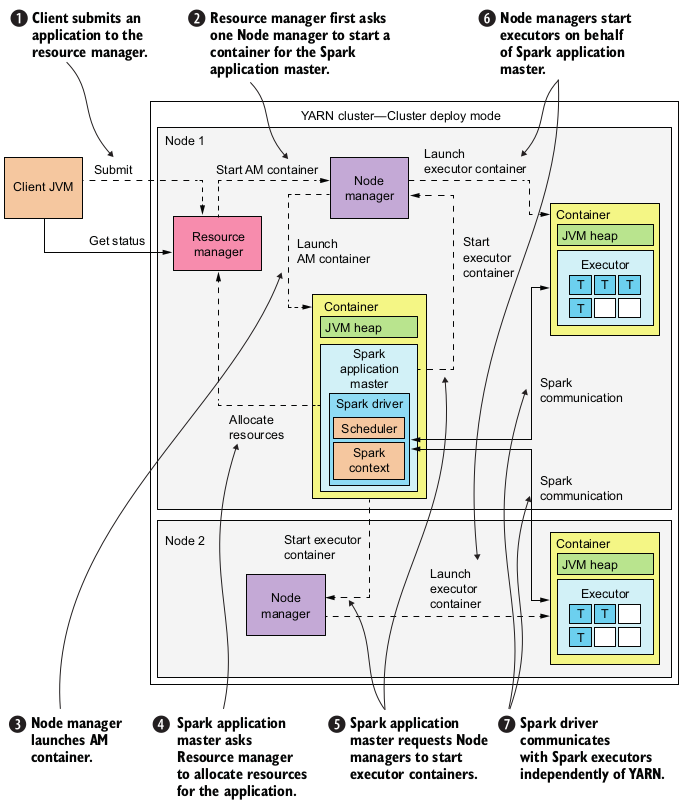 1 Client submits an
application to the
resource manager.
2 Resource manager first asks
one Node manager to start a
container for the Spark
application master.
6 Node managers start
executors on behalf
of Spark application
master.
YARN cluster—Cluster deploy mode
Node 1
Client JVM
Submit
Get status
Resource
manager
Start AM container
Node
manager
Launch
executor container
Launch
AM container
Start
executor
container
Container
JVM heap
Executor
T T T
T
Container
JVM heap
Spark
application
master
Spark driver
Scheduler
Spark
context
Allocate
resources
Spark
communication
Spark
communication
Node 2
Start executor
container
Node
manager
Launch
executor
container
Container
JVM heap
Executor
T T
T
3 Node manager
launches AM
container.
4 Spark application
master asks
Resource manager
to allocate resources
for the application.
5 Spark application
master requests Node
managers to start
executor containers.
7 Spark driver
communicates
with Spark executors
independently of YARN.